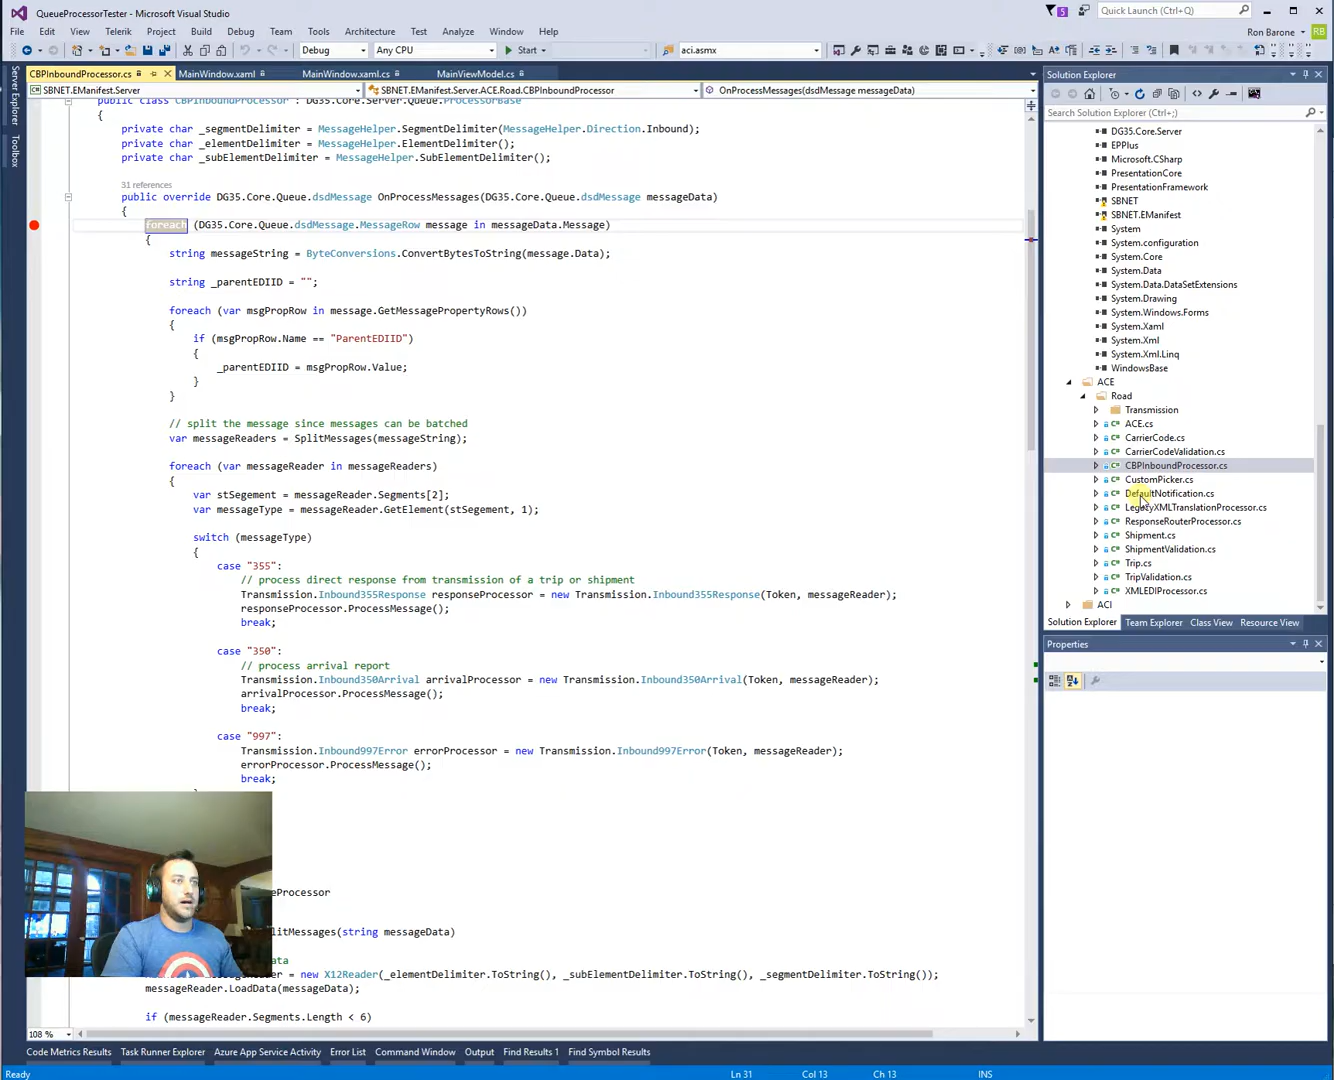 QueueProcessorTester - Microsoft Visual Studio
5
Quick Launch (Ctrl+Q)
File Edit View Telerik Project Build Debug Team Tools Architecture Test Analyze Window Help
Ron Barone RB
Debug Any CPU Start aci.asmx
CBPInboundProcessor.cs MainWindow.xaml MainWindow.xaml.cs MainViewModel.cs
SBNET.EManifest.Server SBNET.EManifest.Server.ACE.Road.CBPInboundProcessor OnProcessMessages(dsdMessage messageData)
Server Explorer
Toolbox
public class CBPInboundProcessor : DG35.Core.Server.Queue.ProcessorBase
{
private char _segmentDelimiter = MessageHelper.SegmentDelimiter(MessageHelper.Direction.Inbound);
private char _elementDelimiter = MessageHelper.ElementDelimiter();
private char _subElementDelimiter = MessageHelper.SubElementDelimiter();
31 references
public override DG35.Core.Queue.dsdMessage OnProcessMessages(DG35.Core.Queue.dsdMessage messageData)
{
foreach (DG35.Core.Queue.dsdMessage.MessageRow message in messageData.Message)
{
string messageString = ByteConversions.ConvertBytesToString(message.Data);
string _parentEDIID = "";
foreach (var msgPropRow in message.GetMessagePropertyRows())
{
if (msgPropRow.Name == "ParentEDIID")
{
_parentEDIID = msgPropRow.Value;
}
}
// split the message since messages can be batched
var messageReaders = SplitMessages(messageString);
foreach (var messageReader in messageReaders)
{
var stSegement = messageReader.Segments[2];
var messageType = messageReader.GetElement(stSegement, 1);
switch (messageType)
{
case "355":
// process direct response from transmission of a trip or shipment
Transmission.Inbound355Response responseProcessor = new Transmission.Inbound355Response(Token, messageReader);
responseProcessor.ProcessMessage();
break;
case "350":
// process arrival report
Transmission.Inbound350Arrival arrivalProcessor = new Transmission.Inbound350Arrival(Token, messageReader);
arrivalProcessor.ProcessMessage();
break;
case "997":
Transmission.Inbound997Error errorProcessor = new Transmission.Inbound997Error(Token, messageReader);
errorProcessor.ProcessMessage();
break;
(string messageData)
= new X12Reader(_elementDelimiter.ToString(), _subElementDelimiter.ToString(), _segmentDelimiter.ToString());
messageReader.LoadData(messageData);
if (messageReader.Segments.Length < 6)
108 %
Solution Explorer
Search Solution Explorer (Ctrl+;)
DG35.Core.Server
EPPlus
Microsoft.CSharp
PresentationCore
PresentationFramework
SBNET
SBNET.EManifest
System
System.configuration
System.Core
System.Data
System.Data.DataSetExtensions
System.Drawing
System.Windows.Forms
System.Xaml
System.Xml
System.Xml.Linq
WindowsBase
ACE
Road
Transmission
ACE.cs
CarrierCode.cs
CarrierCodeValidation.cs
CBPInboundProcessor.cs
CustomPicker.cs
DefaultNotification.cs
LegacyXMLTranslationProcessor.cs
ResponseRouterProcessor.cs
Shipment.cs
ShipmentValidation.cs
Trip.cs
TripValidation.cs
XMLEDIProcessor.cs
ACI
Solution Explorer Team Explorer Class View Resource View
Properties
Code Metrics Results Task Runner Explorer Azure App Service Activity Error List Command Window Output Find Results 1 Find Symbol Results
Ready Ln 31 Col 13 Ch 13 INS